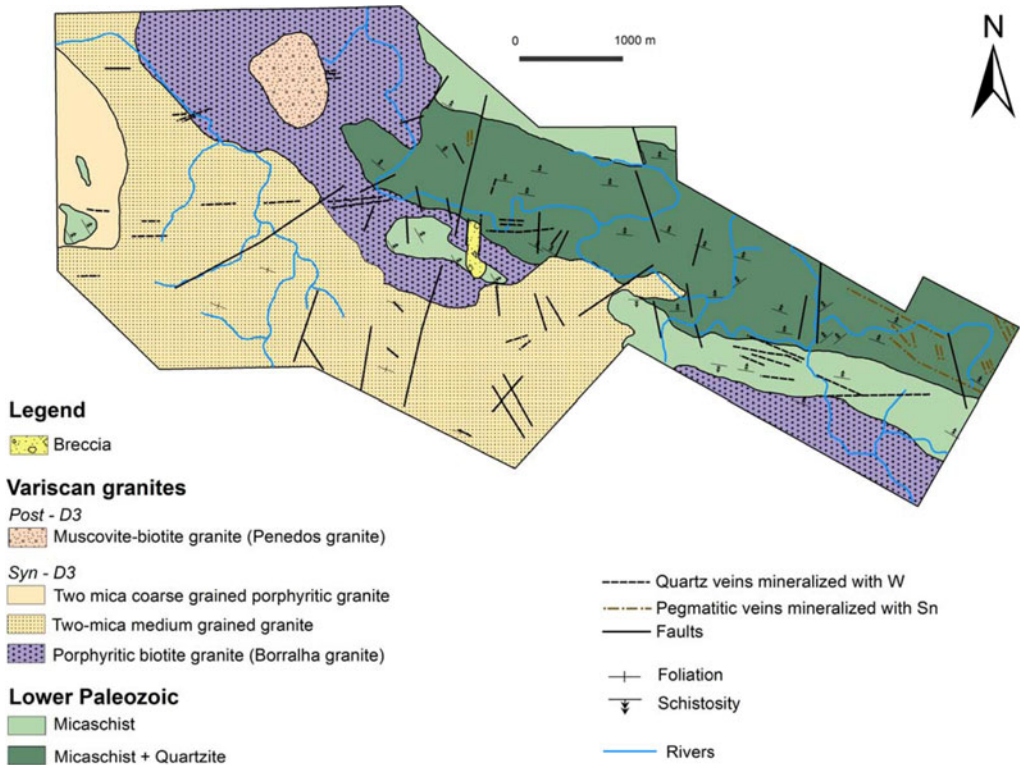 0 1000 m
N
Legend
Breccia
Variscan granites
Post - D3
Muscovite-biotite granite (Penedos granite)
Syn - D3
Two mica coarse grained porphyritic granite
Two-mica medium grained granite
Porphyritic biotite granite (Borralha granite)
Lower Paleozoic
Micaschist
Micaschist + Quartzite
Quartz veins mineralized with W
Pegmatitic veins mineralized with Sn
Faults
Foliation
Schistosity
Rivers